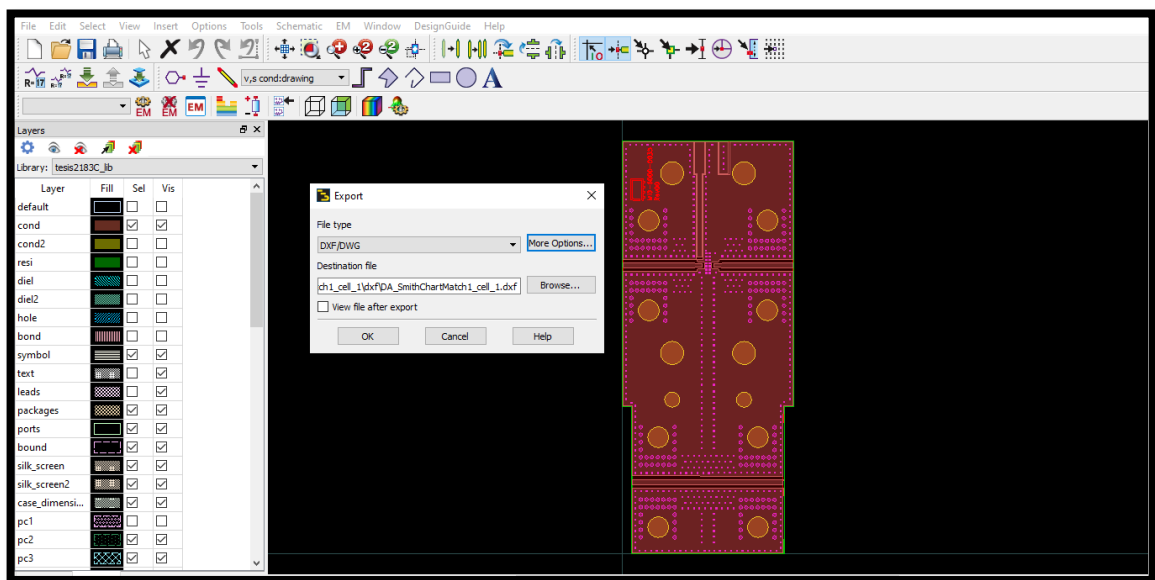 File Edit Select View Insert Options Tools Schematic EM Window DesignGuide Help
v,s cond:drawing
EM EM EM
Layers
Library: tesis2183C_lib
Layer Fill Sel Vis
default
cond
cond2
resi
diel
diel2
hole
bond
symbol
text
leads
packages
ports
bound
silk_screen
silk_screen2
case_dimensi...
pc1
pc2
pc3
Export
File type
DXF/DWG
More Options...
Destination file
ch1_cell_1\dxf\DA_SmithChartMatch1_cell_1.dxf
Browse...
View file after export
OK Cancel Help